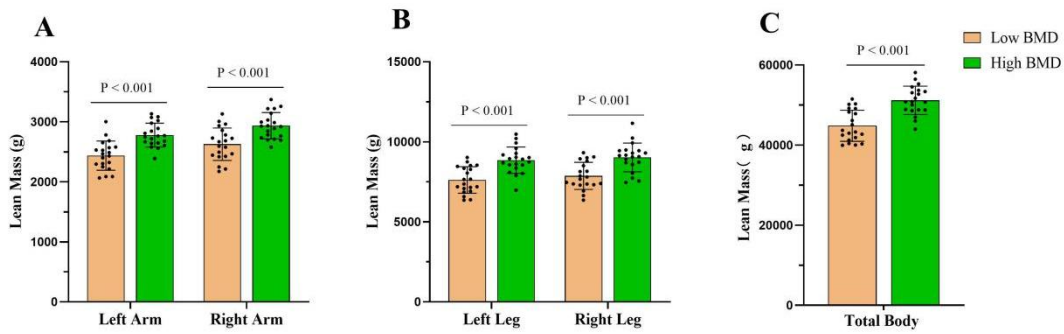 A
Lean Mass (g)
4000
3000
2000
1000
0
P < 0.001
P < 0.001
Left Arm
Right Arm
B
Lean Mass (g)
15000
10000
5000
0
P < 0.001
P < 0.001
Left Leg
Right Leg
C
Lean Mass（ g）
60000
40000
20000
0
P < 0.001
Total Body
Low BMD
High BMD